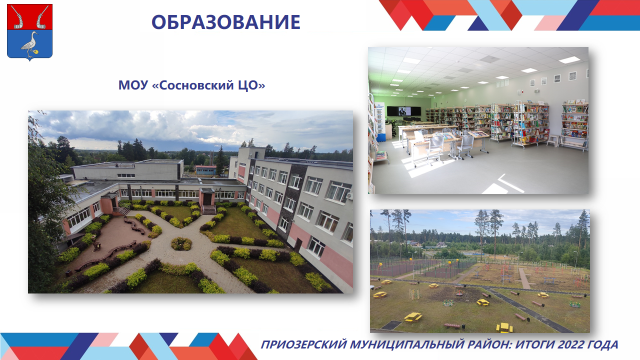 ОБРАЗОВАНИЕ
МОУ «Сосновский ЦО»
ПРИОЗЕРСКИЙ МУНИЦИПАЛЬНЫЙ РАЙОН: ИТОГИ 2022 ГОДА